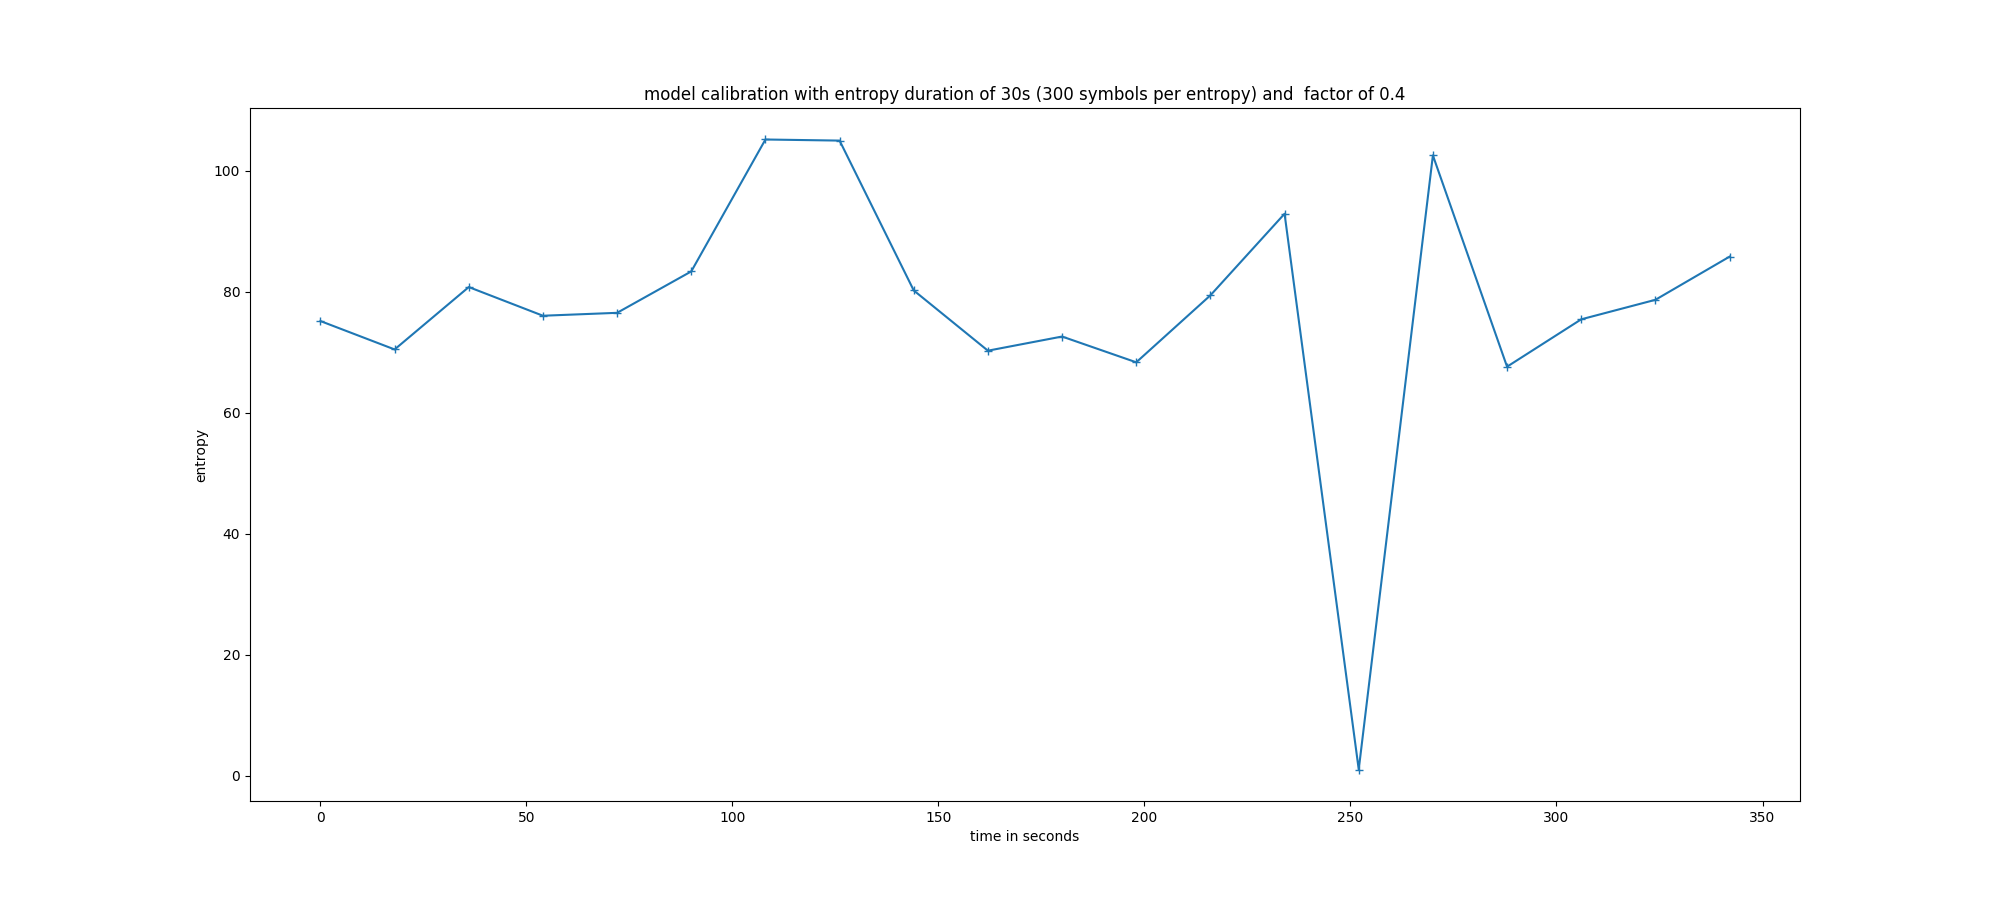 model calibration with entropy duration of 30s (300 symbols per entropy) and  factor of 0.4
100
80
60
40
20
0
entropy
0 50 100 150 200 250 300 350
time in seconds